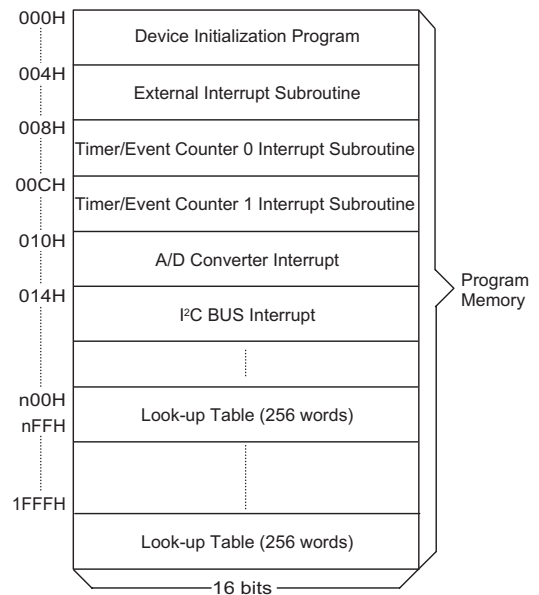 000H
Device Initialization Program
004H
External Interrupt Subroutine
008H
Timer/Event Counter 0 Interrupt Subroutine
00CH
Timer/Event Counter 1 Interrupt Subroutine
010H
A/D Converter Interrupt
014H
I²C BUS Interrupt
Program
Memory
n00H
Look-up Table (256 words)
nFFH
1FFFH
Look-up Table (256 words)
16 bits